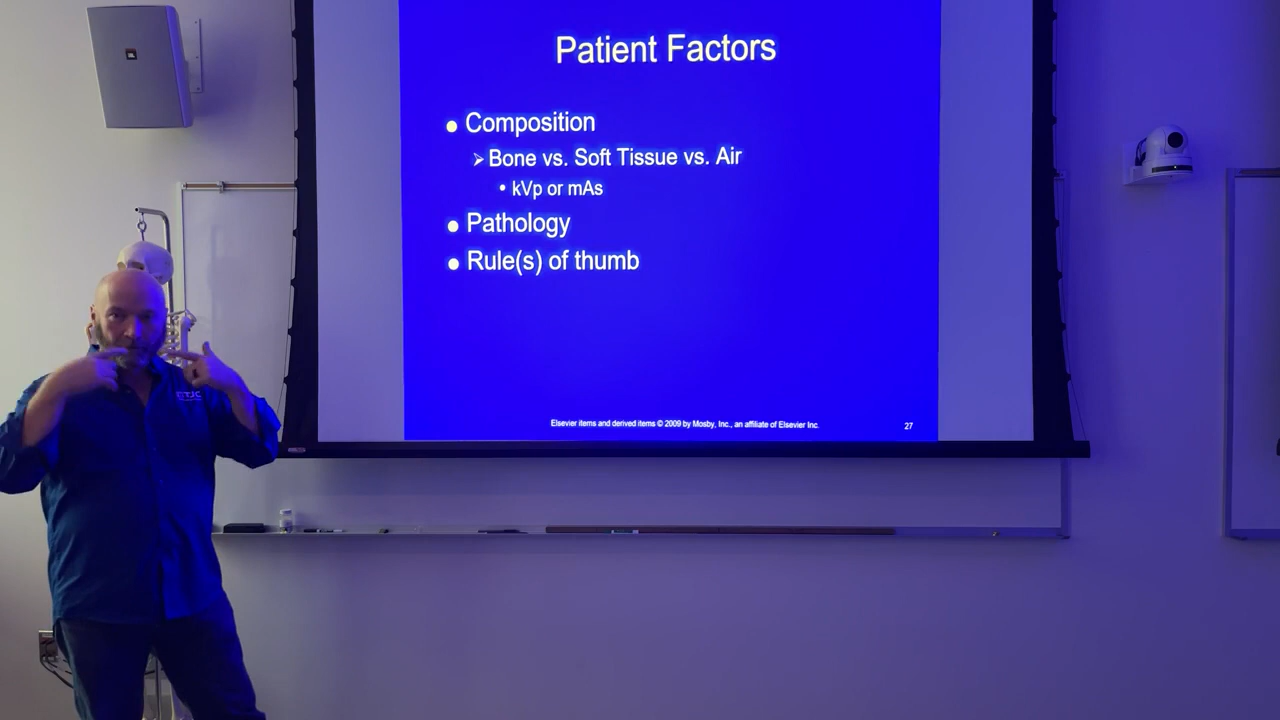 JBL
Patient Factors
● Composition
➢ Bone vs. Soft Tissue vs. Air
• kVp or mAs
● Pathology
● Rule(s) of thumb
Elsevier items and derived items © 2009 by Mosby, Inc., an affiliate of Elsevier Inc.
27